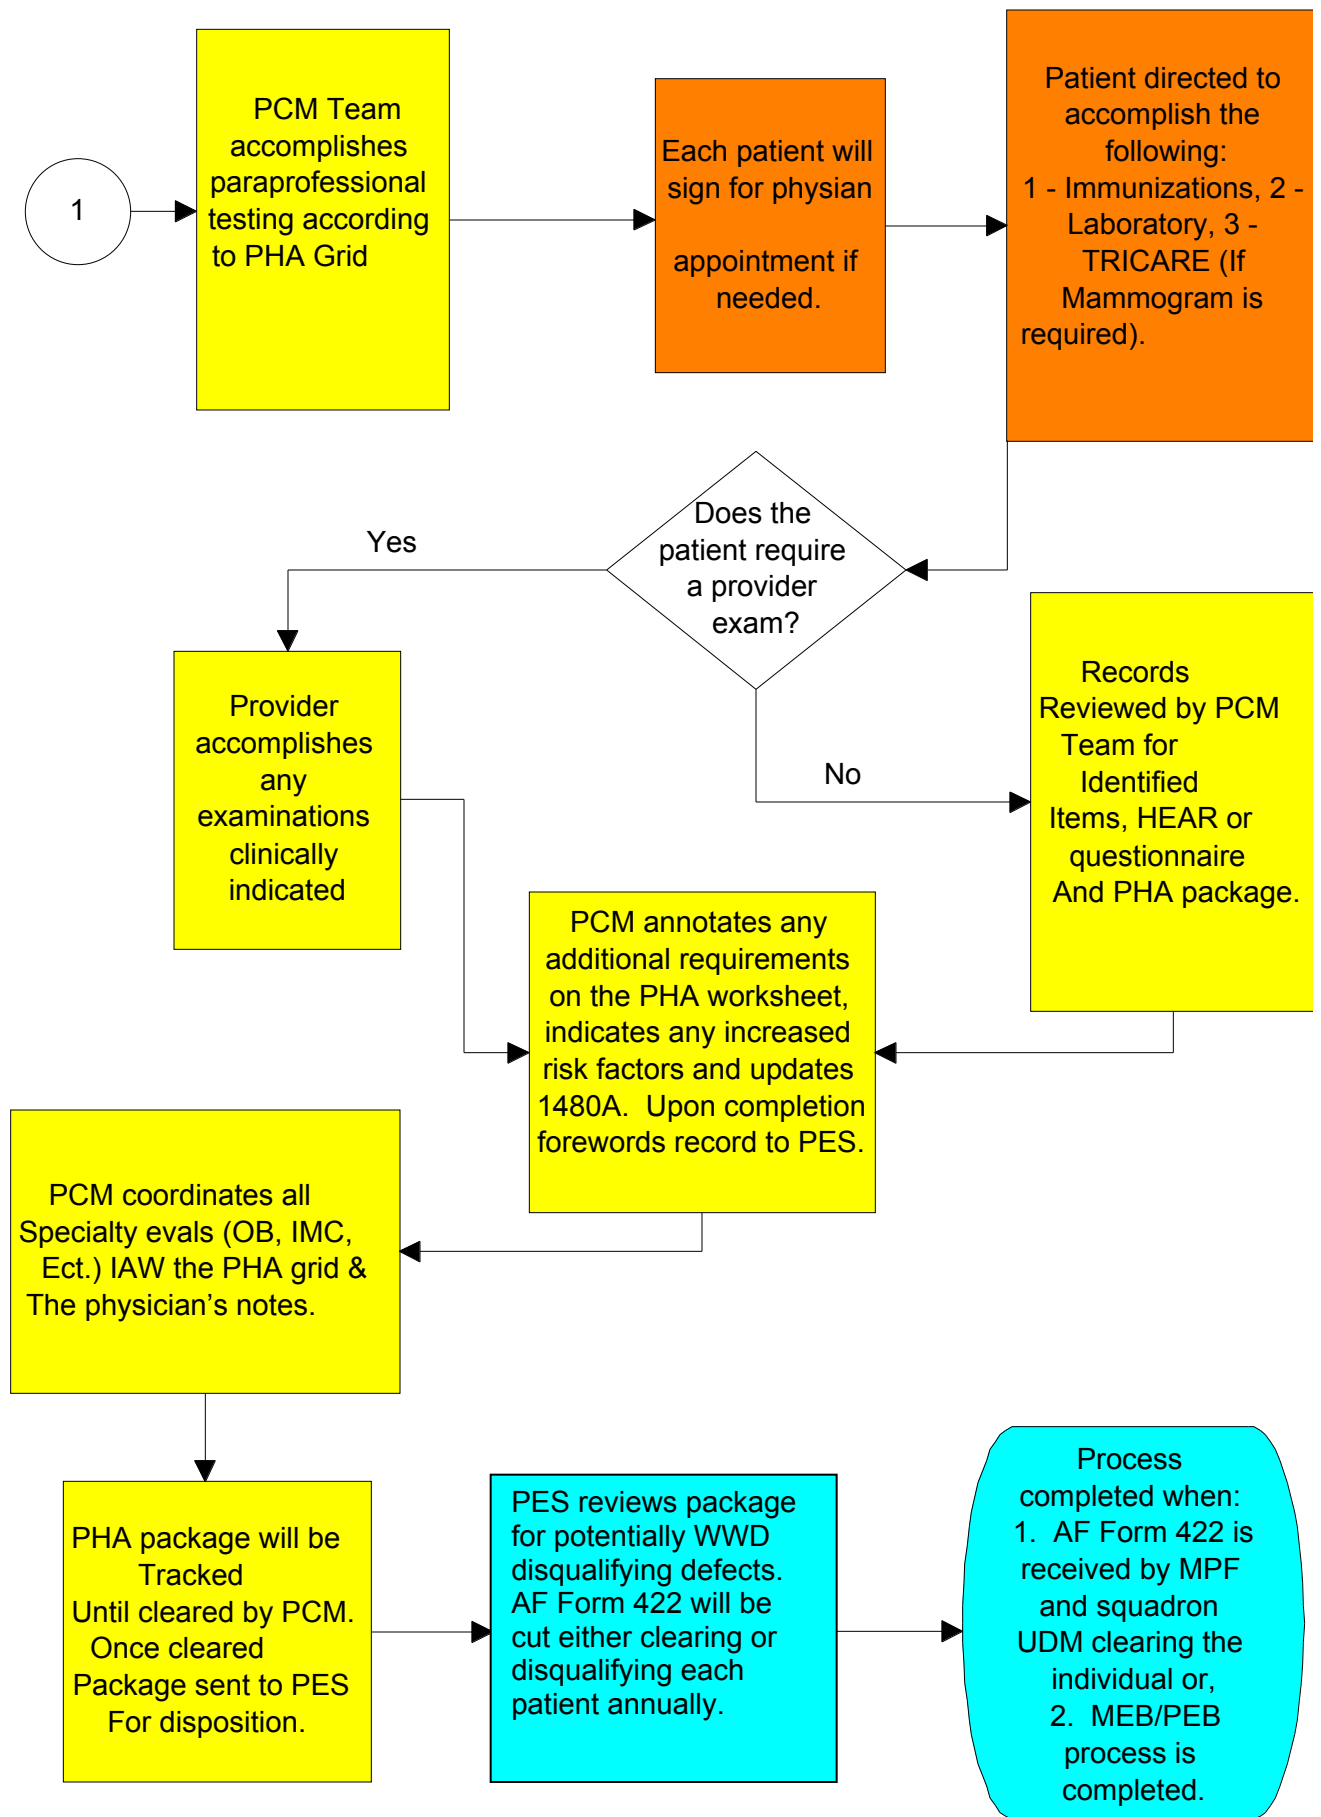 1
PCM Team
accomplishes
paraprofessional
testing according
to PHA Grid
Each patient will
sign for physian
appointment if
needed.
Patient directed to
accomplish the
following:
1 - Immunizations, 2 -
Laboratory, 3 -
TRICARE (If
Mammogram is
required).
Does the
patient require
a provider
exam?
Yes
No
Provider
accomplishes
any
examinations
clinically
indicated
Records
Reviewed by PCM
Team for
Identified
Items, HEAR or
questionnaire
And PHA package.
PCM annotates any
additional requirements
on the PHA worksheet,
indicates any increased
risk factors and updates
1480A.  Upon completion
forewords record to PES.
PCM coordinates all
Specialty evals (OB, IMC,
Ect.) IAW the PHA grid &
The physician’s notes.
PHA package will be
Tracked
Until cleared by PCM.
Once cleared
Package sent to PES
For disposition.
PES reviews package
for potentially WWD
disqualifying defects.
AF Form 422 will be
cut either clearing or
disqualifying each
patient annually.
Process
completed when:
1.  AF Form 422 is
received by MPF
and squadron
UDM clearing the
individual or,
2.  MEB/PEB
process is
completed.